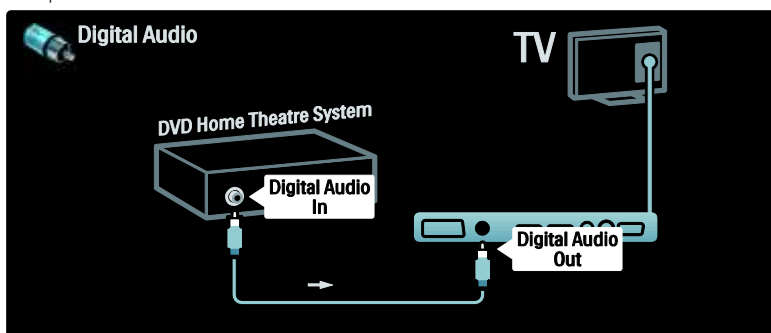 Digital Audio
TV
DVD Home Theatre System
Digital Audio
In
Digital Audio
Out